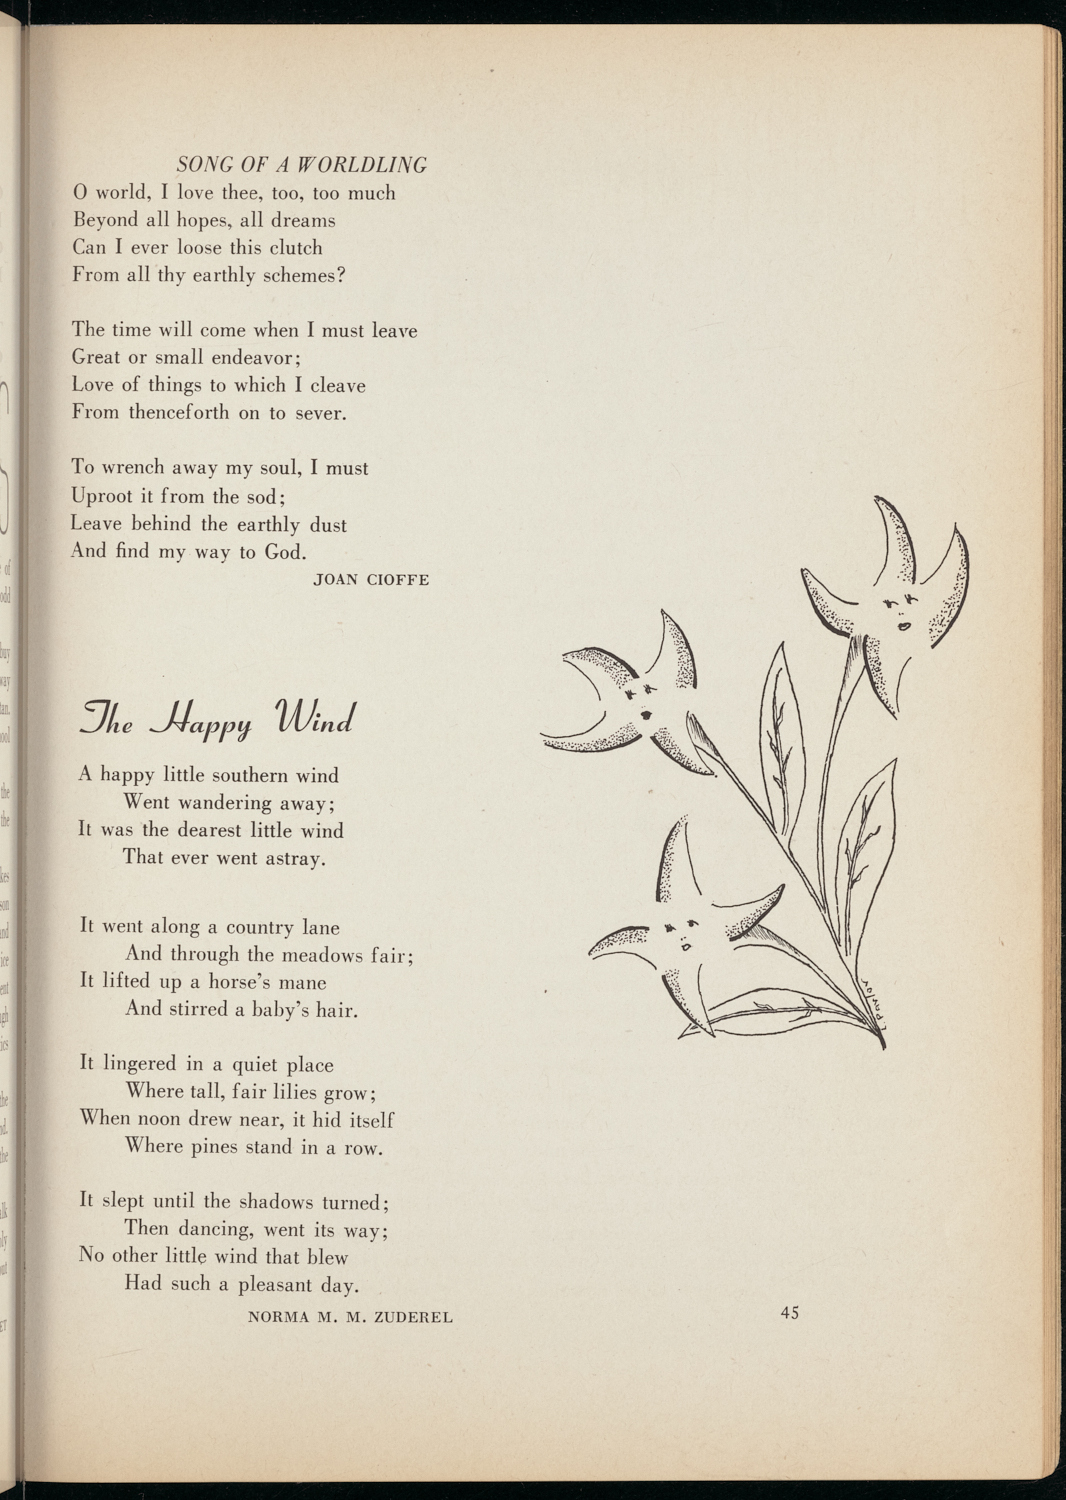 SONG OF A WORLDLING
O world, I love thee, too, too much
Beyond all hopes, all dreams
Can I ever loose this clutch
From all thy earthly schemes?

The time will come when I must leave
Great or small endeavor;
Love of things to which I cleave
From thenceforth on to sever.

To wrench away my soul, I must
Uproot it from the sod;
Leave behind the earthly dust
And find my way to God.
JOAN CIOFFE

The Happy Wind
A happy little southern wind
Went wandering away;
It was the dearest little wind
That ever went astray.

It went along a country lane
And through the meadows fair;
It lifted up a horse's mane
And stirred a baby's hair.

It lingered in a quiet place
Where tall, fair lilies grow;
When noon drew near, it hid itself
Where pines stand in a row.

It slept until the shadows turned;
Then dancing, went its way;
No other little wind that blew
Had such a pleasant day.
NORMA M. M. ZUDEREL
45